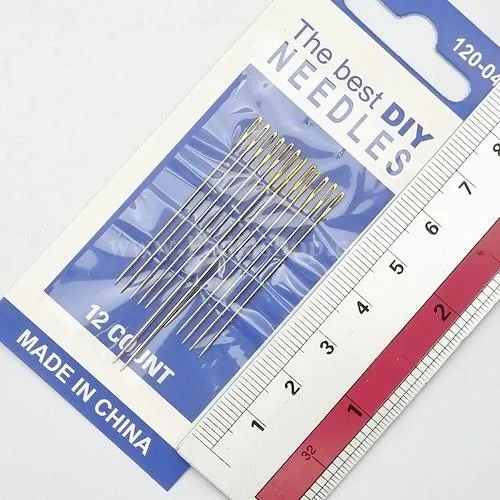 120-04
The best DIY
NEEDLES
12 COUNT
MADE IN CHINA
1 2 3 4 5 6 7 8
32 1 2